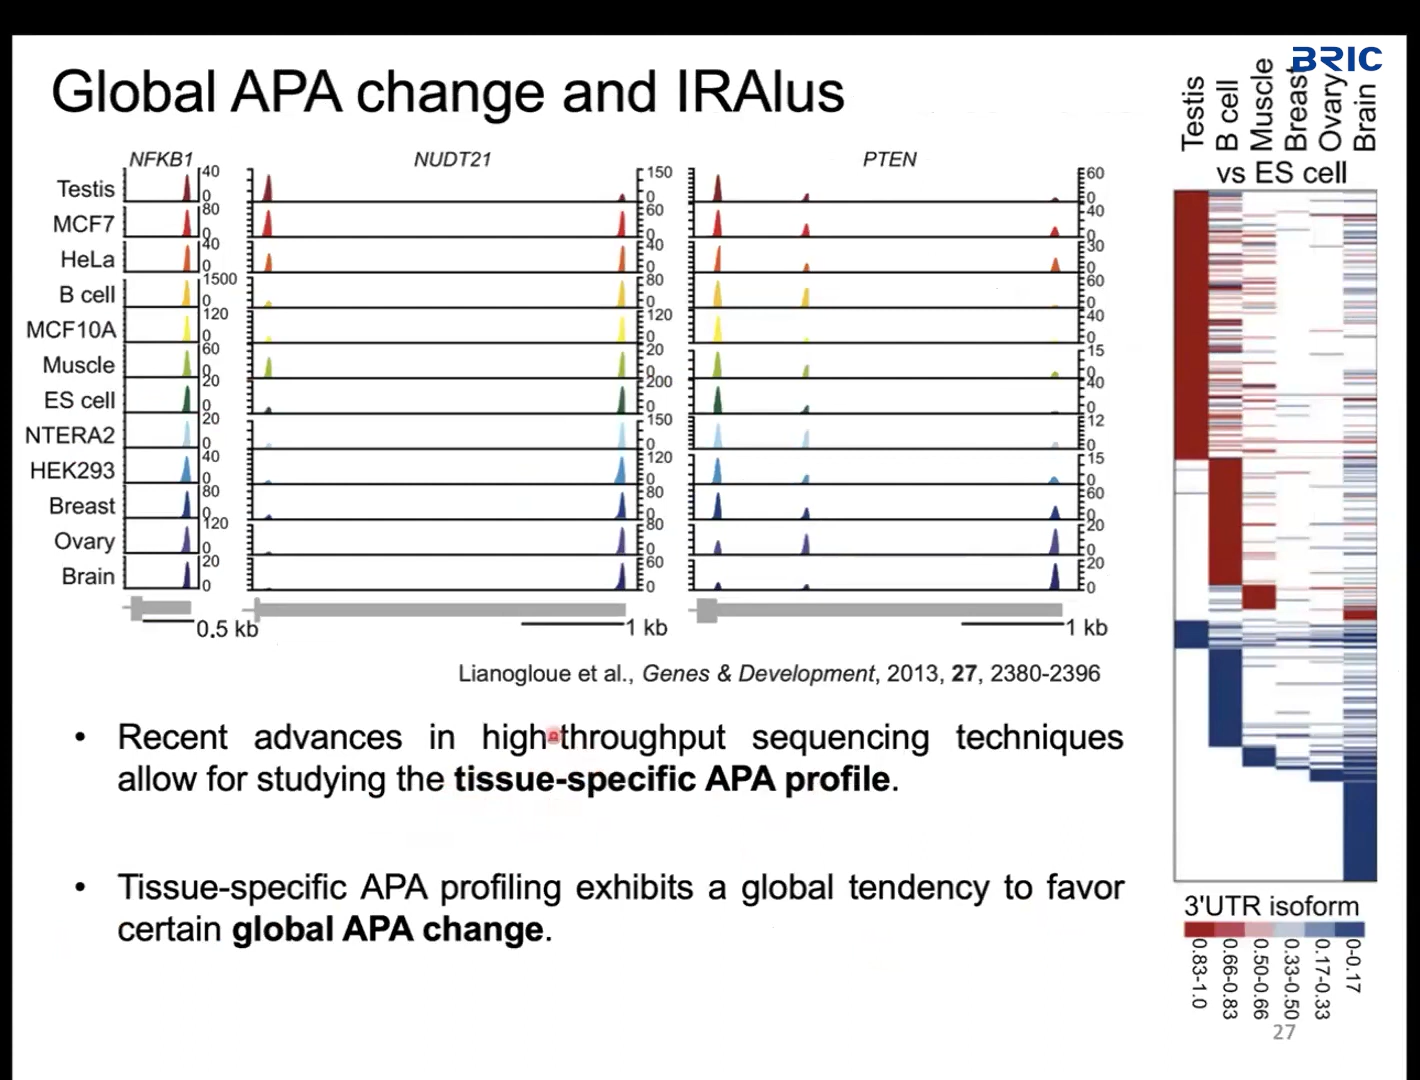 BRIC
Global APA change and IRAlus
NFKB1
NUDT21
PTEN
Testis 40 0 150 0 60 0
MCF7 80 0 60 0 40 0
HeLa 40 0 40 0 30 0
B cell 1500 0 80 0 60 0
MCF10A 120 0 120 0 40 0
Muscle 60 0 20 0 15 0
ES cell 20 0 200 0 40 0
NTERA2 20 0 150 0 12 0
HEK293 40 0 120 0 15 0
Breast 80 0 80 0 60 0
Ovary 120 0 80 0 20 0
Brain 20 0 60 0 20 0
0.5 kb
1 kb
1 kb
Lianogloue et al., Genes & Development, 2013, 27, 2380-2396
• Recent advances in high-throughput sequencing techniques
allow for studying the tissue-specific APA profile.
• Tissue-specific APA profiling exhibits a global tendency to favor
certain global APA change.
Testis
B cell
Muscle
Breast
Ovary
Brain
vs ES cell
3'UTR isoform
0.83-1.0
0.66-0.83
0.50-0.66
0.33-0.50
0.17-0.33
0-0.17
27